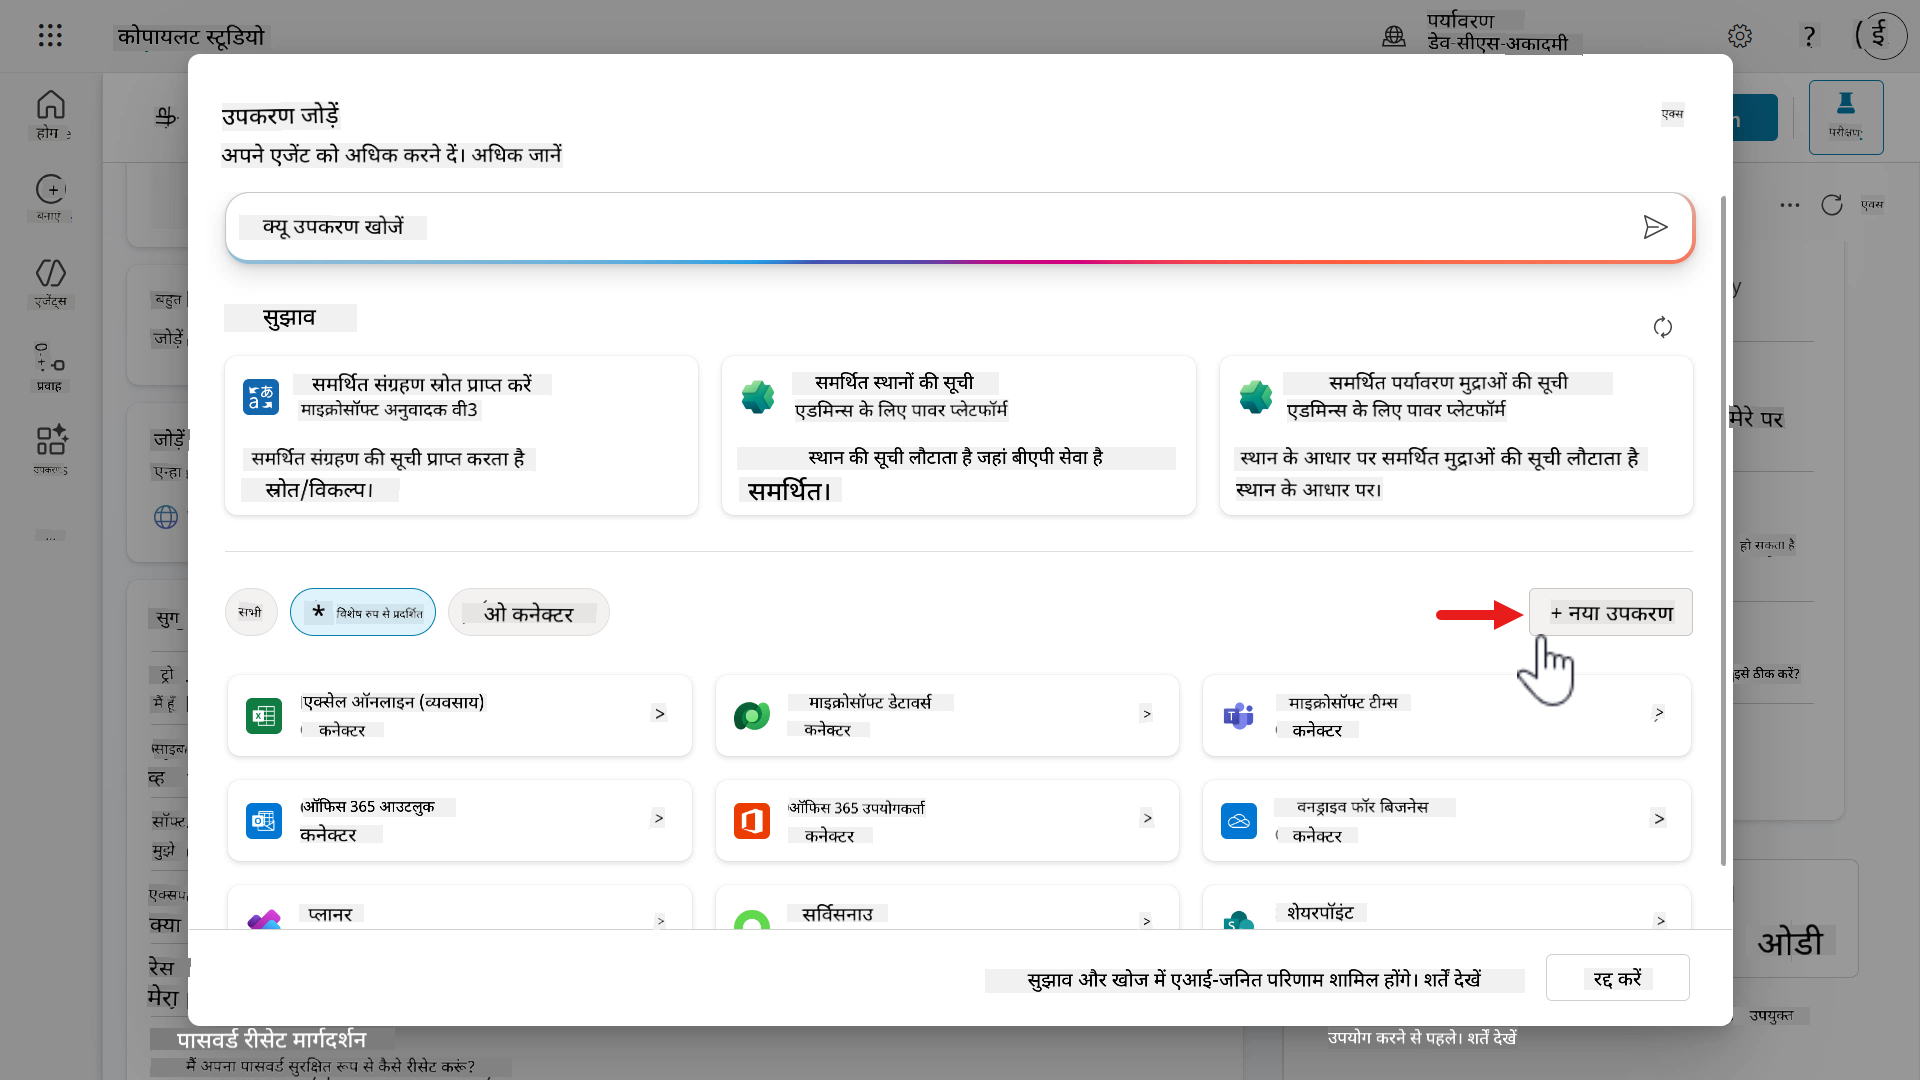 कोपायलट स्टूडियो
पर्यावरण
डेव-सीएस-अकादमी
?
(ई
होम
बनाएं
एजेंट्स
प्रवाह
उपकरण
...
परीक्षण
एक्स
उपकरण जोड़ें
एक्स
अपने एजेंट को अधिक करने दें। अधिक जानें
क्यू उपकरण खोजें
सुझाव
समर्थित संग्रहण स्रोत प्राप्त करें
माइक्रोसॉफ्ट अनुवादक वी3
समर्थित संग्रहण की सूची प्राप्त करता है
स्रोत/विकल्प।
समर्थित स्थानों की सूची
एडमिन्स के लिए पावर प्लेटफॉर्म
स्थान की सूची लौटाता है जहां बीएपी सेवा है
समर्थित।
समर्थित पर्यावरण मुद्राओं की सूची
एडमिन्स के लिए पावर प्लेटफॉर्म
स्थान के आधार पर समर्थित मुद्राओं की सूची लौटाता है
स्थान के आधार पर।
सभी
* विशेष रुप से प्रदर्शित
ओ कनेक्टर
+ नया उपकरण
एक्सेल ऑनलाइन (व्यवसाय)
कनेक्टर
>
माइक्रोसॉफ्ट डेटावर्स
कनेक्टर
>
माइक्रोसॉफ्ट टीम्स
कनेक्टर
>
ऑफिस 365 आउटलुक
कनेक्टर
>
ऑफिस 365 उपयोगकर्ता
कनेक्टर
>
वनड्राइव फॉर बिजनेस
कनेक्टर
>
प्लानर
>
सर्विसनाउ
>
शेयरपॉइंट
>
सुझाव और खोज में एआई-जनित परिणाम शामिल होंगे। शर्तें देखें
रद्द करें
बहुत
जोड़ें
जोड़ें
एन्हा
सुग
ट्रो
मैं हूँ
साइब
व्ह
सॉफ्ट
मुझे
एक्सप
क्या
रेस
मेरा
पासवर्ड रीसेट मार्गदर्शन
मैं अपना पासवर्ड सुरक्षित रूप से कैसे रीसेट करूं?
मेरे पर
हो सकता है
इसे ठीक करें?
ओडी
उपयुक्त
उपयोग करने से पहले। शर्तें देखें